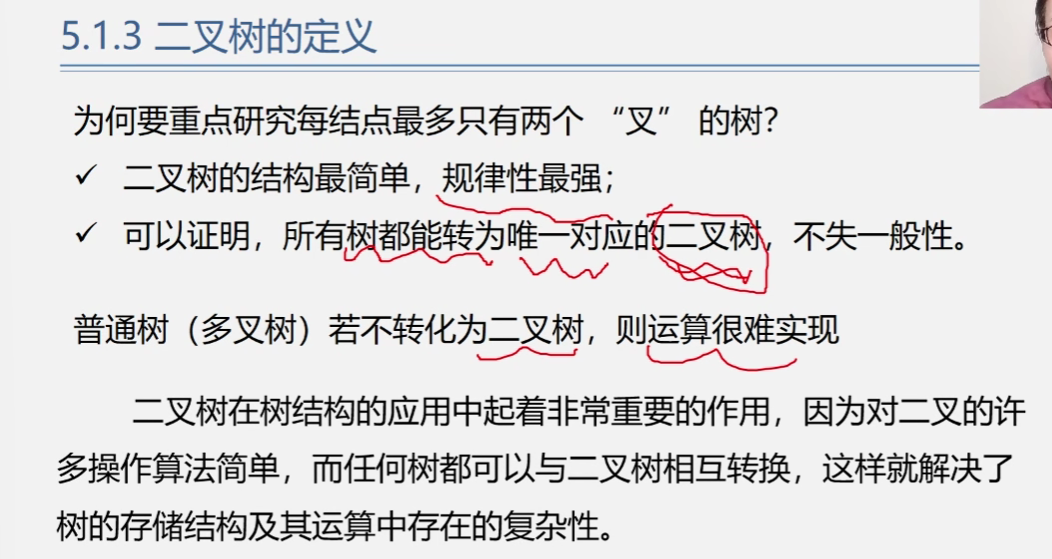 5.1.3 二叉树的定义
为何要重点研究每结点最多只有两个 “叉” 的树?
✓ 二叉树的结构最简单，规律性最强；
✓ 可以证明，所有树都能转为唯一对应的二叉树，不失一般性。
普通树（多叉树）若不转化为二叉树，则运算很难实现
二叉树在树结构的应用中起着非常重要的作用，因为对二叉的许
多操作算法简单，而任何树都可以与二叉树相互转换，这样就解决了
树的存储结构及其运算中存在的复杂性。